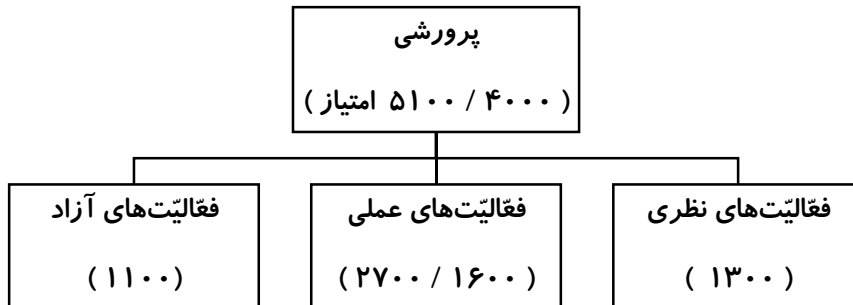 پرورشی
( ۴۰۰۰ / ۵۱۰۰ امتیاز )
فعّالیّت‌های نظری
( ۱۳۰۰ )
فعّالیّت‌های عملی
( ۱۶۰۰ / ۲۷۰۰ )
فعّالیّت‌های آزاد
(۱۱۰۰ )